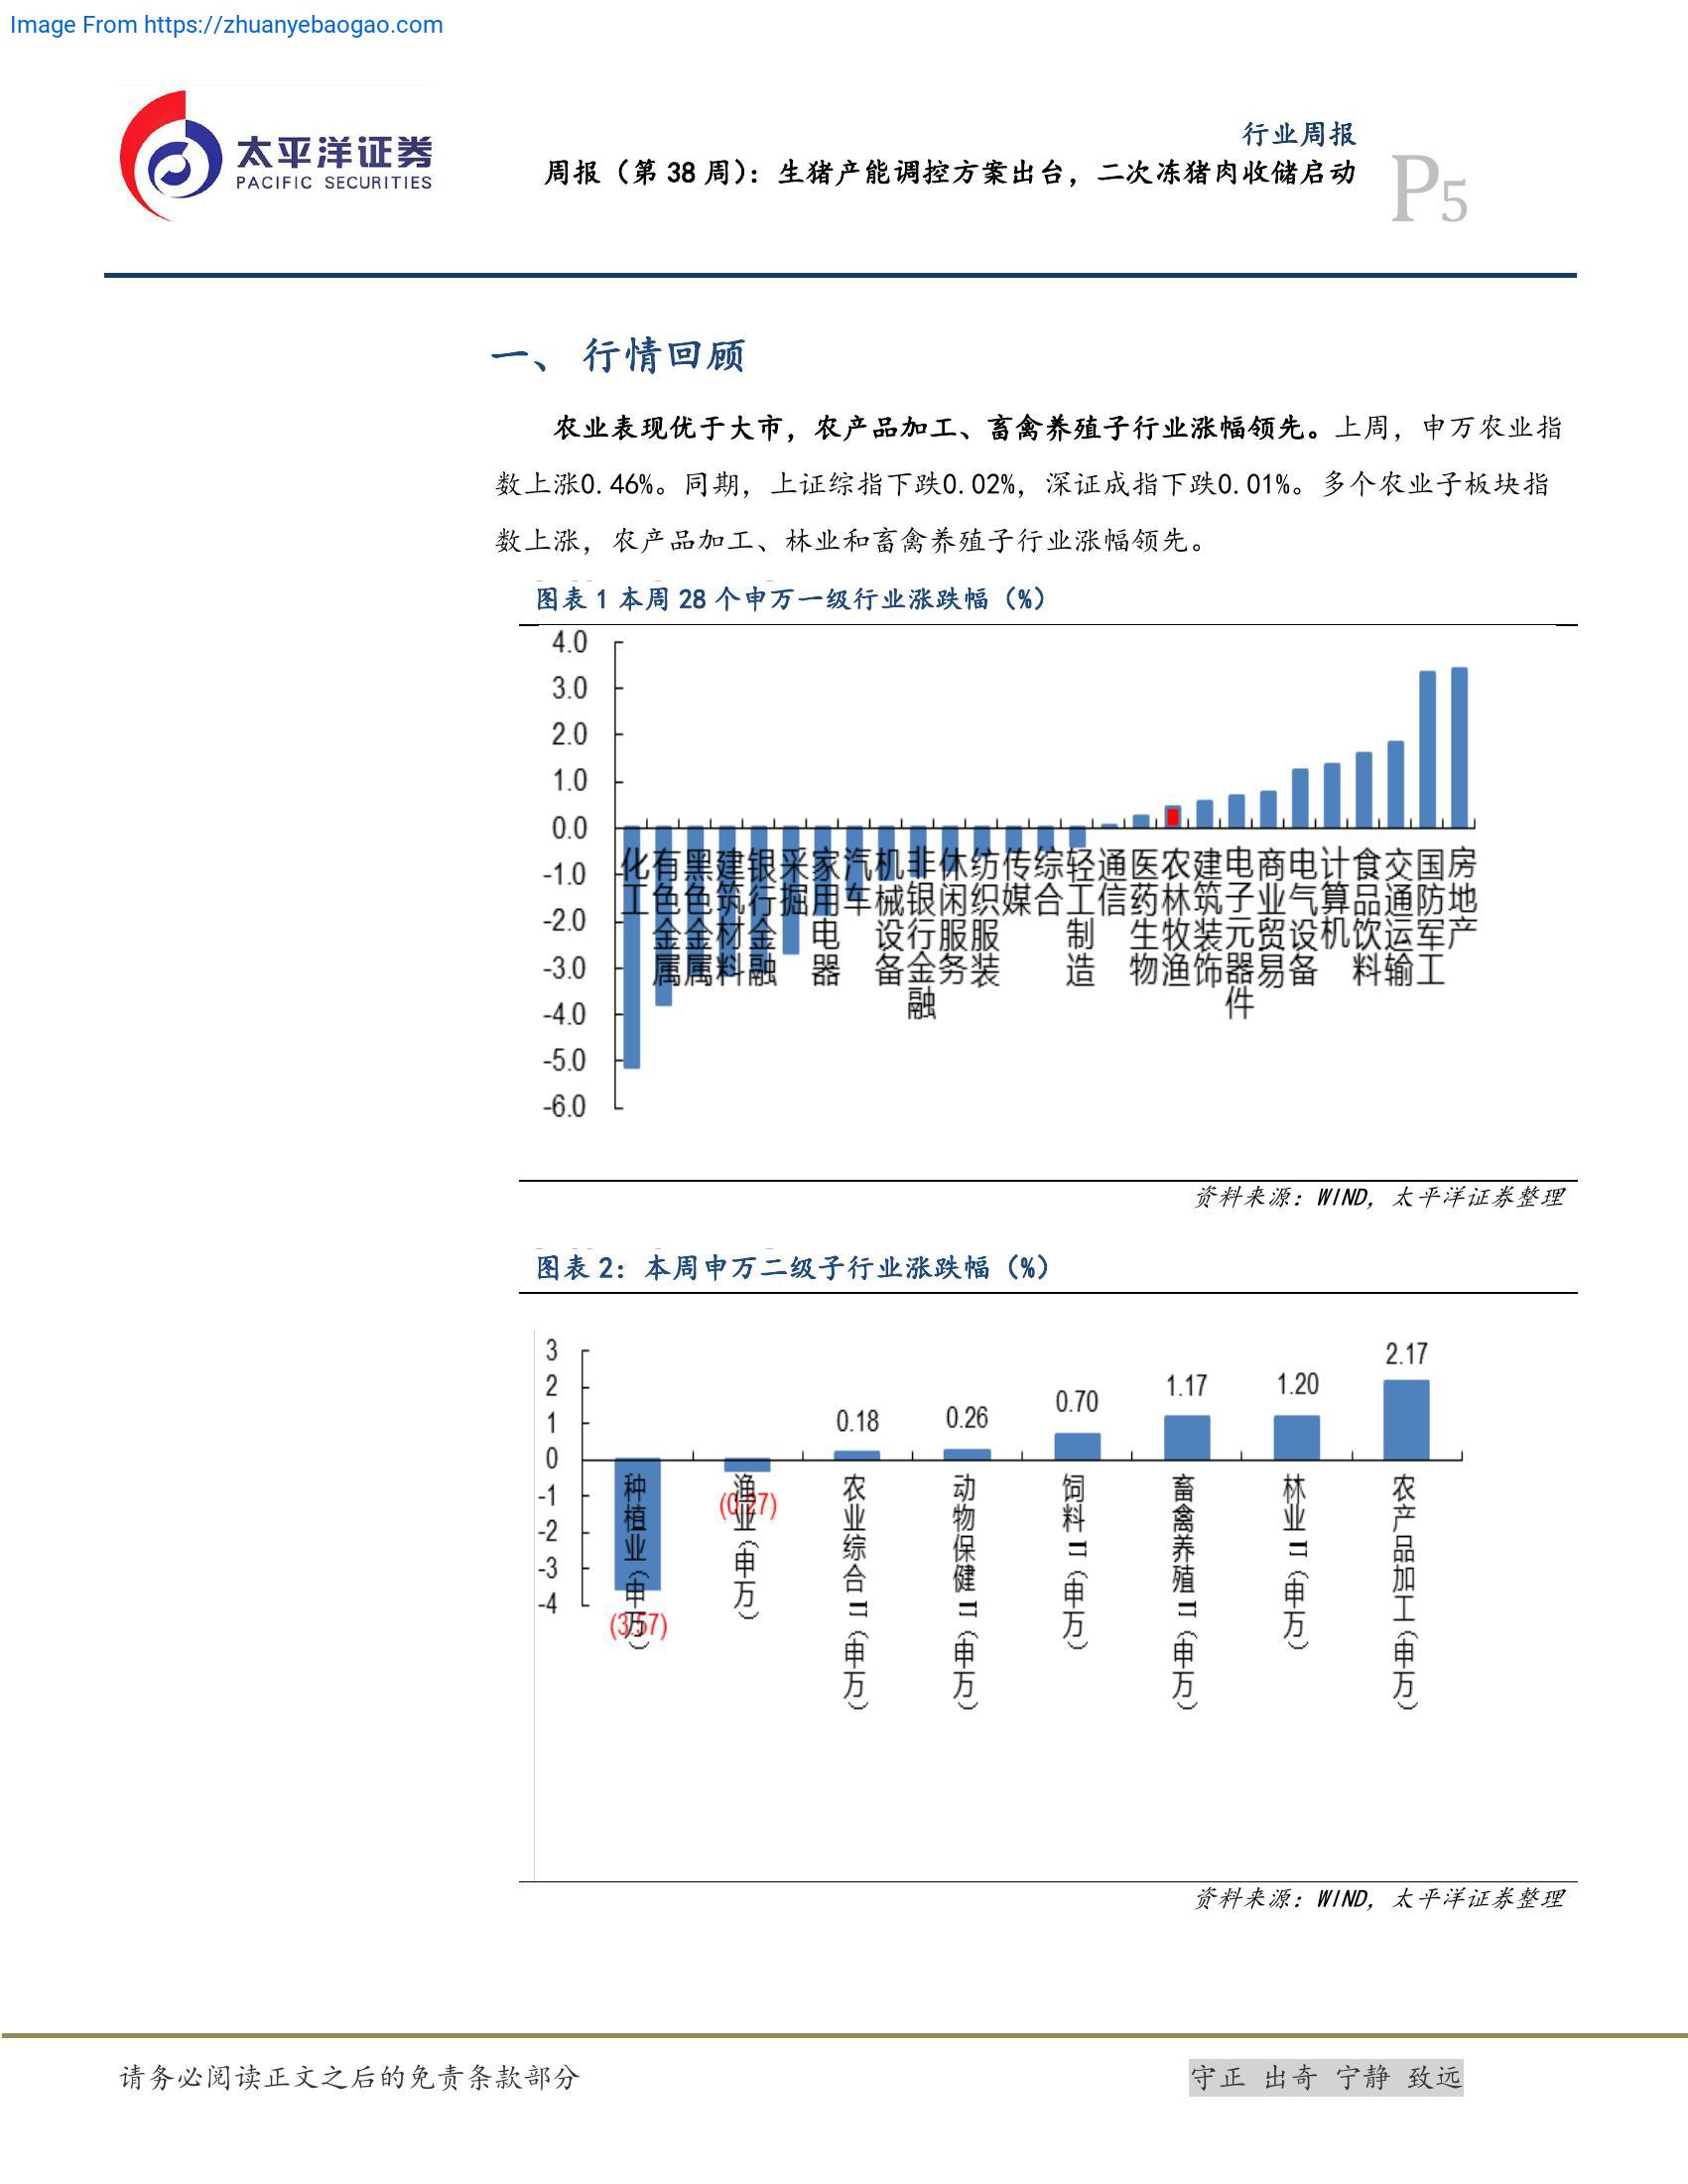 Image From https://zhuanyebaogao.com
太平洋证券
PACIFIC SECURITIES
行业周报
周报（第 38 周）：生猪产能调控方案出台，二次冻猪肉收储启动
P5
一、 行情回顾
农业表现优于大市，农产品加工、畜禽养殖子行业涨幅领先。上周，申万农业指
数上涨0.46%。同期，上证综指下跌0.02%，深证成指下跌0.01%。多个农业子板块指
数上涨，农产品加工、林业和畜禽养殖子行业涨幅领先。
图表 1 本周 28 个申万一级行业涨跌幅（%）
4.0
3.0
2.0
1.0
0.0
-1.0
-2.0
-3.0
-4.0
-5.0
-6.0
化工
有色金属
黑色金属
建筑材料
银行金融
采掘
家用电器
汽车
机械设备
非银行金融
休闲服务
纺织服装
传媒
综合
轻工制造
通信
医药生物
农林牧渔
建筑装饰
电子元器件
商业贸易
电气设备
计算机
食品饮料
交通运输
国防军工
房地产
资料来源：WIND，太平洋证券整理
图表 2：本周申万二级子行业涨跌幅（%）
3
2
1
0
-1
-2
-3
-4
(3.57)
(0.27)
0.18
0.26
0.70
1.17
1.20
2.17
种植业（申万）
渔业（申万）
农业综合Ⅱ（申万）
动物保健Ⅱ（申万）
饲料Ⅱ（申万）
畜禽养殖Ⅱ（申万）
林业Ⅱ（申万）
农产品加工（申万）
资料来源：WIND，太平洋证券整理
请务必阅读正文之后的免责条款部分
守正 出奇 宁静 致远